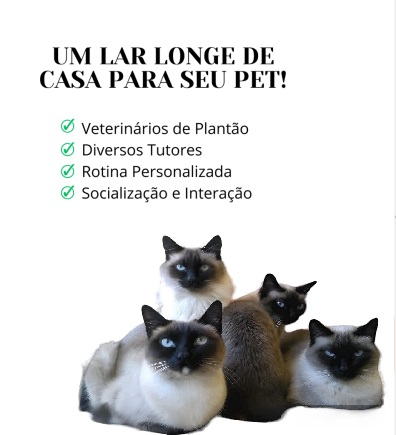 UM LAR LONGE DE
CASA PARA SEU PET!
Veterinários de Plantão
Diversos Tutores
Rotina Personalizada
Socialização e Interação